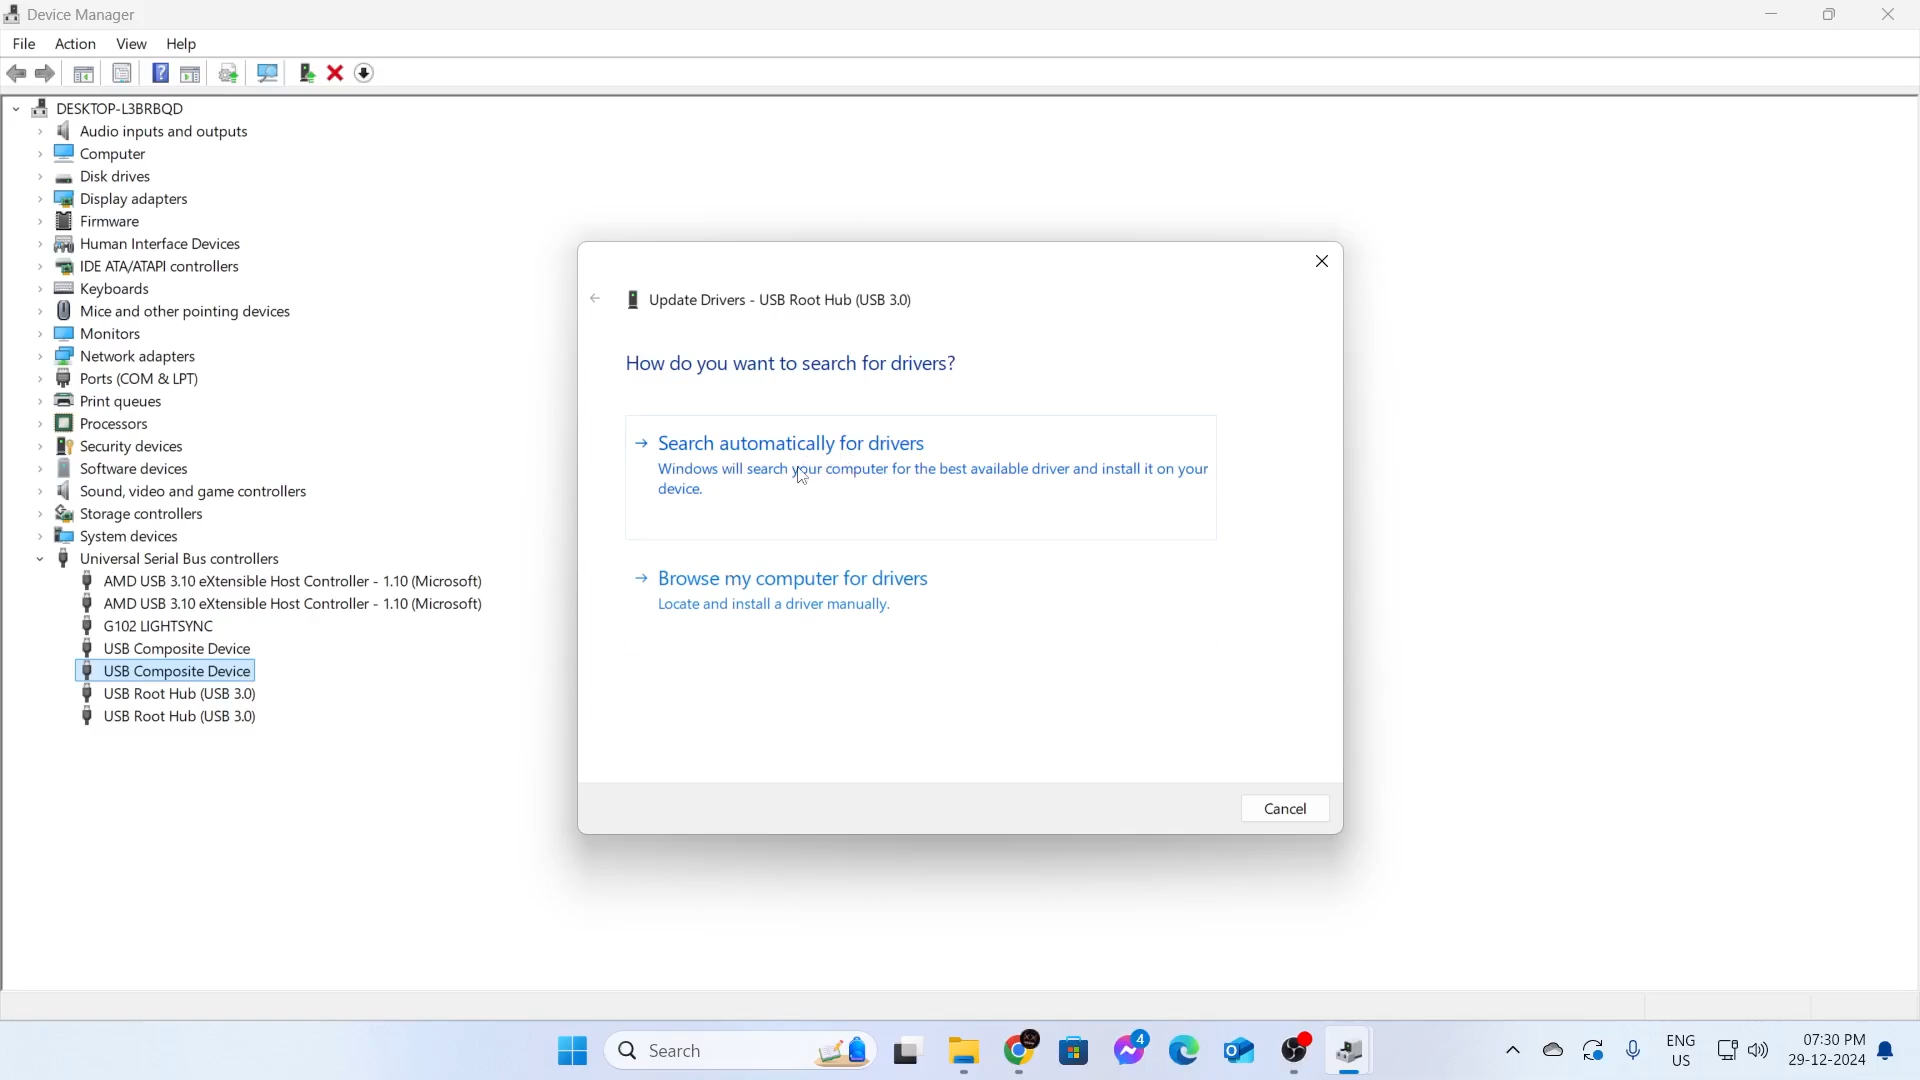 Device Manager
File Action View Help
DESKTOP-L3BRBQD
Audio inputs and outputs
Computer
Disk drives
Display adapters
Firmware
Human Interface Devices
IDE ATA/ATAPI controllers
Keyboards
Mice and other pointing devices
Monitors
Network adapters
Ports (COM & LPT)
Print queues
Processors
Security devices
Software devices
Sound, video and game controllers
Storage controllers
System devices
Universal Serial Bus controllers
AMD USB 3.10 eXtensible Host Controller - 1.10 (Microsoft)
AMD USB 3.10 eXtensible Host Controller - 1.10 (Microsoft)
G102 LIGHTSYNC
USB Composite Device
USB Composite Device
USB Root Hub (USB 3.0)
USB Root Hub (USB 3.0)
Update Drivers - USB Root Hub (USB 3.0)
How do you want to search for drivers?
Search automatically for drivers
Windows will search your computer for the best available driver and install it on your
device.
Browse my computer for drivers
Locate and install a driver manually.
Cancel
Search
4
ENG
US
07:30 PM
29-12-2024